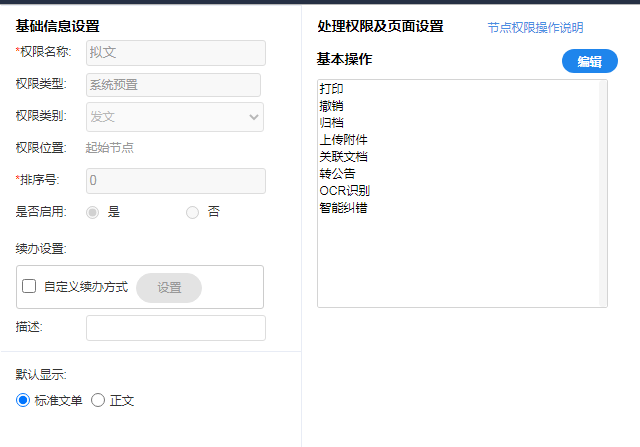 基础信息设置
*权限名称: 拟文
权限类型: 系统预置
权限类别: 发文
权限位置: 起始节点
*排序号: 0
是否启用: 是 否
续办设置:
自定义续办方式 设置
描述:
默认显示:
标准文单 正文
处理权限及页面设置 节点权限操作说明
基本操作 编辑
打印
撤销
归档
上传附件
关联文档
转公告
OCR识别
智能纠错